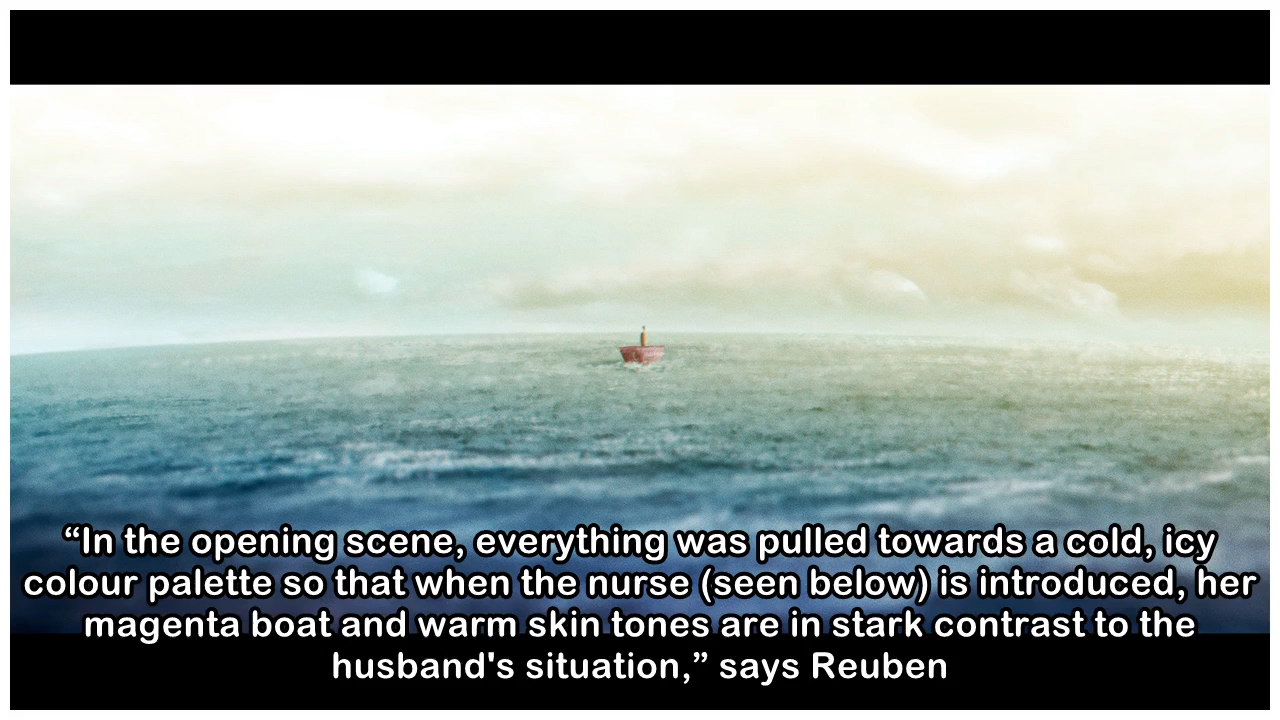 “In the opening scene, everything was pulled towards a cold, icy
colour palette so that when the nurse (seen below) is introduced, her
magenta boat and warm skin tones are in stark contrast to the
husband's situation,” says Reuben